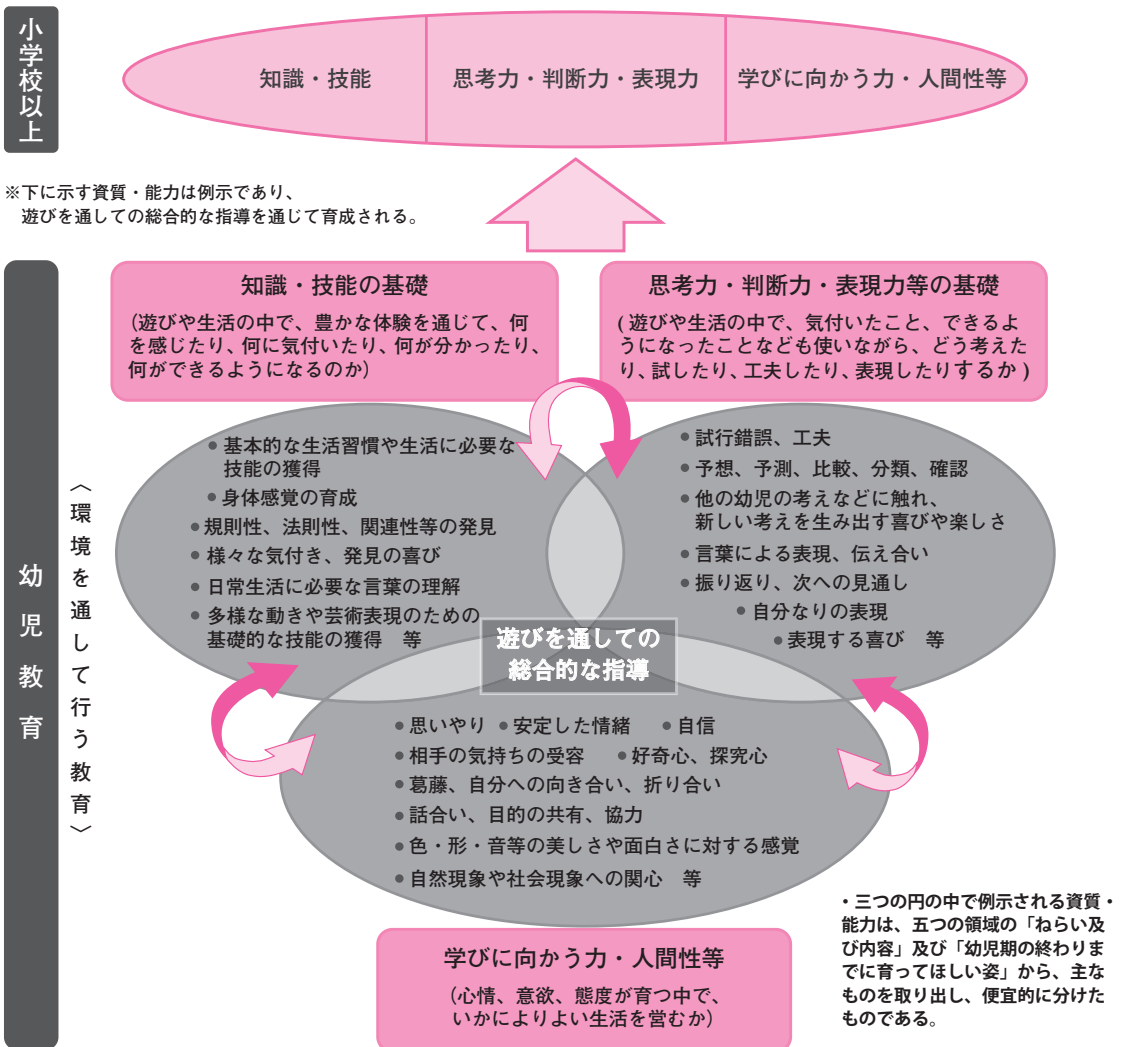 小学校以上
知識・技能
思考力・判断力・表現力
学びに向かう力・人間性等
※下に示す資質・能力は例示であり、
遊びを通しての総合的な指導を通じて育成される。
幼児教育
〈環境を通して行う教育〉
知識・技能の基礎
(遊びや生活の中で、豊かな体験を通じて、何
を感じたり、何に気付いたり、何が分かったり、
何ができるようになるのか)
思考力・判断力・表現力等の基礎
(遊びや生活の中で、気付いたこと、できるよ
うになったことなども使いながら、どう考えた
り、試したり、工夫したり、表現したりするか)
●基本的な生活習慣や生活に必要な
技能の獲得
●身体感覚の育成
●規則性、法則性、関連性等の発見
●様々な気付き、発見の喜び
●日常生活に必要な言葉の理解
●多様な動きや芸術表現のための
基礎的な技能の獲得　等
●試行錯誤、工夫
●予想、予測、比較、分類、確認
●他の幼児の考えなどに触れ、
新しい考えを生み出す喜びや楽しさ
●言葉による表現、伝え合い
●振り返り、次への見通し
●自分なりの表現
●表現する喜び　等
遊びを通しての
総合的な指導
●思いやり ●安定した情緒 ●自信
●相手の気持ちの受容 ●好奇心、探究心
●葛藤、自分への向き合い、折り合い
●話合い、目的の共有、協力
●色・形・音等の美しさや面白さに対する感覚
●自然現象や社会現象への関心　等
学びに向かう力・人間性等
(心情、意欲、態度が育つ中で、
いかによりよい生活を営むか)
・三つの円の中で例示される資質・
能力は、五つの領域の「ねらい及
び内容」及び「幼児期の終わりま
でに育ってほしい姿」から、主な
ものを取り出し、便宜的に分けた
ものである。